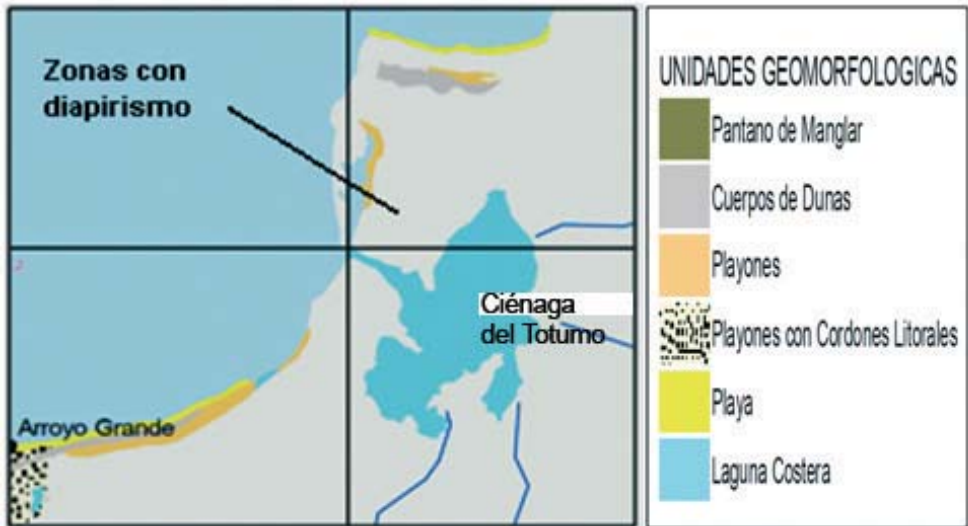 Zonas con
diapirismo
Ciénaga
del Totumo
Arroyo Grande
UNIDADES GEOMORFOLOGICAS
Pantano de Manglar
Cuerpos de Dunas
Playones
Playones con Cordones Litorales
Playa
Laguna Costera